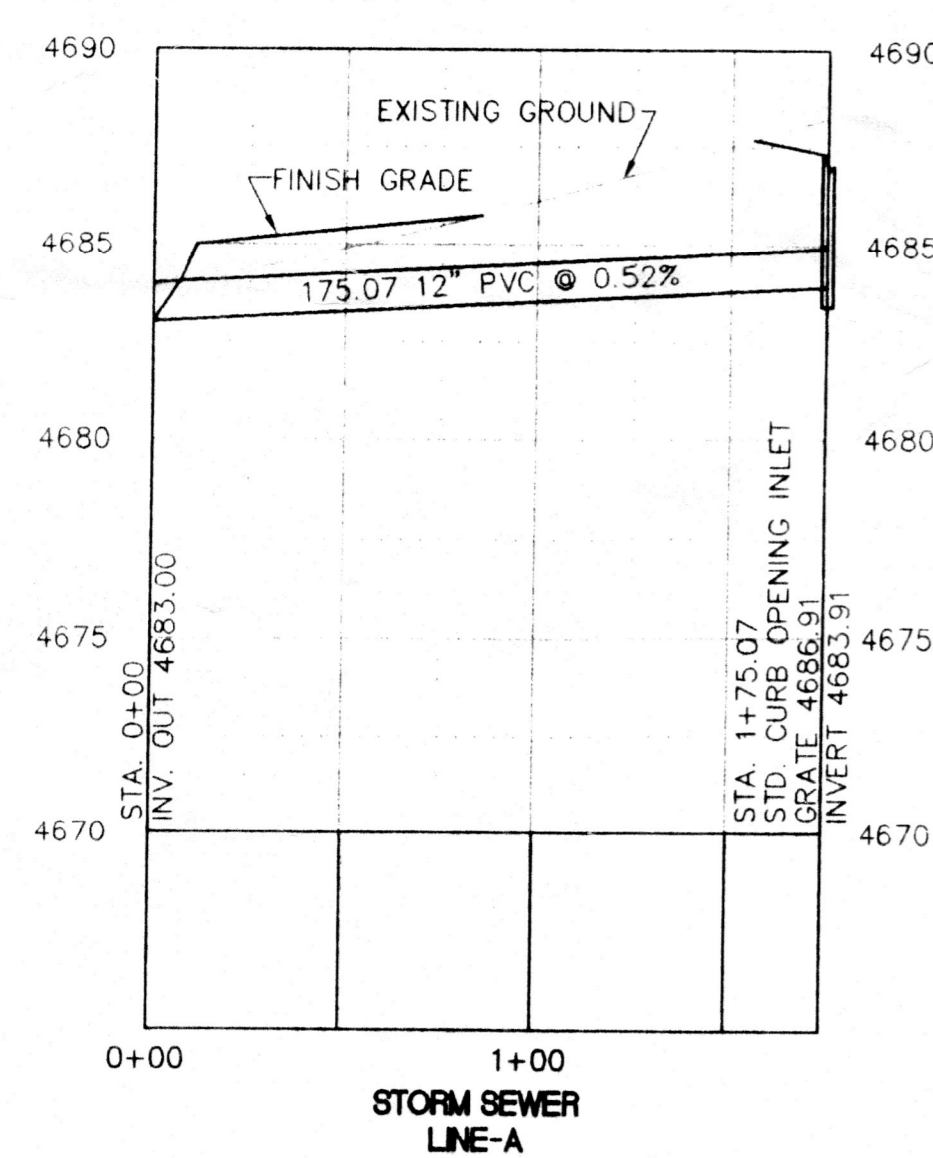 4690
4690
EXISTING GROUND
FINISH GRADE
4685
4685
175.07 12" PVC @ 0.52%
4680
4680
4675
4675
STA. 0+00
INV. OUT 4683.00
STA. 1+75.07
STD. CURB OPENING INLET
GRATE 4686.91
INVERT 4683.91
4670
4670
0+00
1+00
STORM SEWER
LINE-A